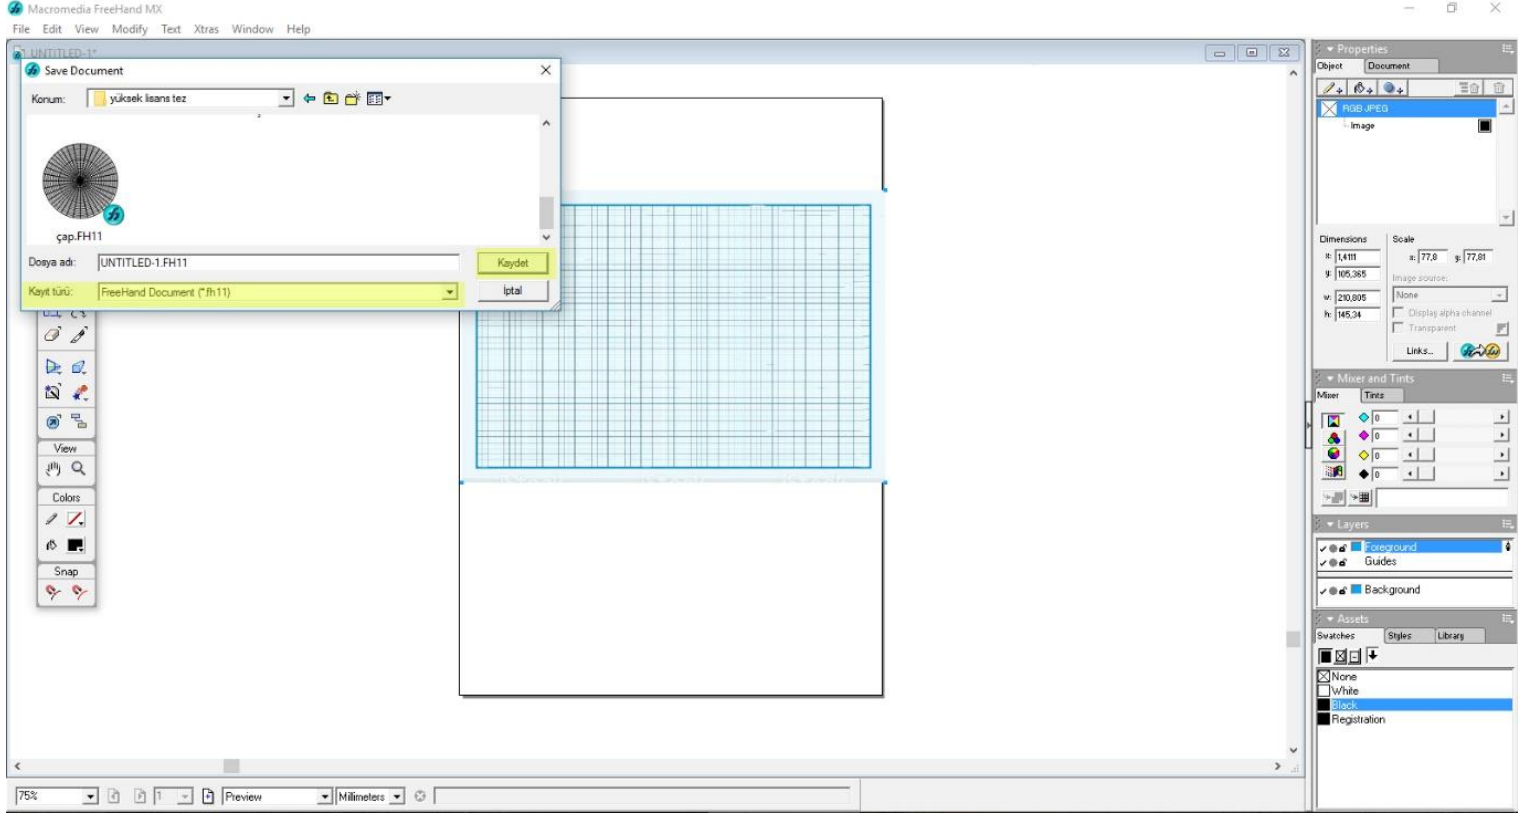 Macromedia FreeHand MX
File Edit View Modify Text Xtras Window Help
UNTITLED-1*
Save Document
Konum: yüksek lisans tez
çap.FH11
Dosya adı: UNTITLED-1.FH11 Kaydet
Kayıt türü: FreeHand Document (*.fh11) İptal
View
Colors
Snap
75% 1 Preview Millimeters
Properties
Object Document
RGB JPEG
Image
Dimensions Scale
x: 1,4111 x: 77,8 y: 77,81
y: 105,365 Image source:
w: 210,805 None
h: 145,34 Display alpha channel
Transparent
Links...
Mixer and Tints
Mixer Tints
0
0
0
0
Layers
Foreground
Guides
Background
Assets
Swatches Styles Library
None
White
Black
Registration